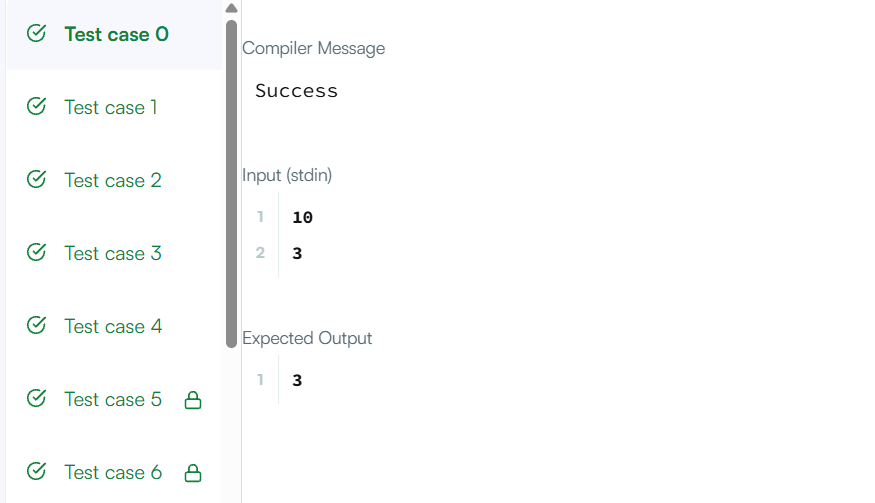 Test case 0
Test case 1
Test case 2
Test case 3
Test case 4
Test case 5
Test case 6
Compiler Message
Success
Input (stdin)
1 10
2 3
Expected Output
1 3